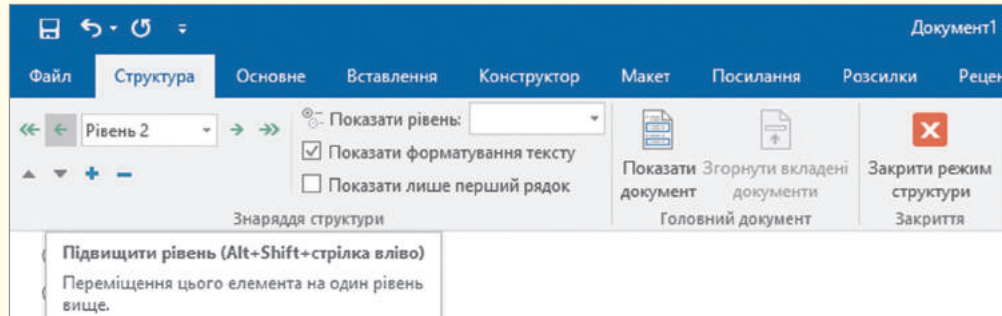 Документ1
Файл Структура Основне Вставлення Конструктор Макет Посилання Розсилки Рецен
Рівень 2
Показати рівень:
Показати форматування тексту
Показати лише перший рядок
Знаряддя структури
Показати документ
Згорнути вкладені документи
Головний документ
Закрити режим структури
Закриття
Підвищити рівень (Alt+Shift+стрілка вліво)
Переміщення цього елемента на один рівень
вище.